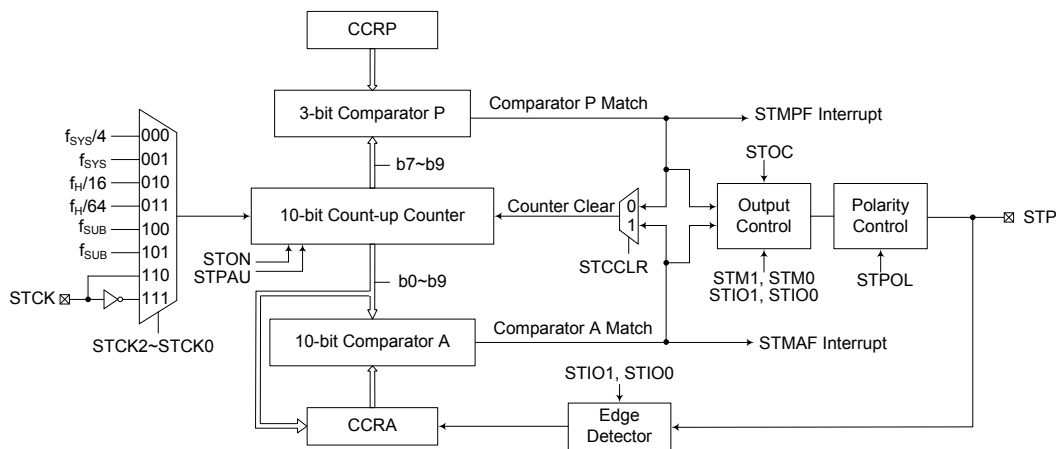 CCRP
3-bit Comparator P
Comparator P Match
STMPF Interrupt
b7~b9
fSYS/4
000
fSYS
001
fH/16
010
fH/64
011
fSUB
100
fSUB
101
110
111
STCK
STCK2~STCK0
10-bit Count-up Counter
STON
STPAU
Counter Clear
0
1
STCCLR
STOC
Output
Control
STM1, STM0
STIO1, STIO0
Polarity
Control
STPOL
STP
b0~b9
10-bit Comparator A
Comparator A Match
STMAF Interrupt
STIO1, STIO0
CCRA
Edge
Detector